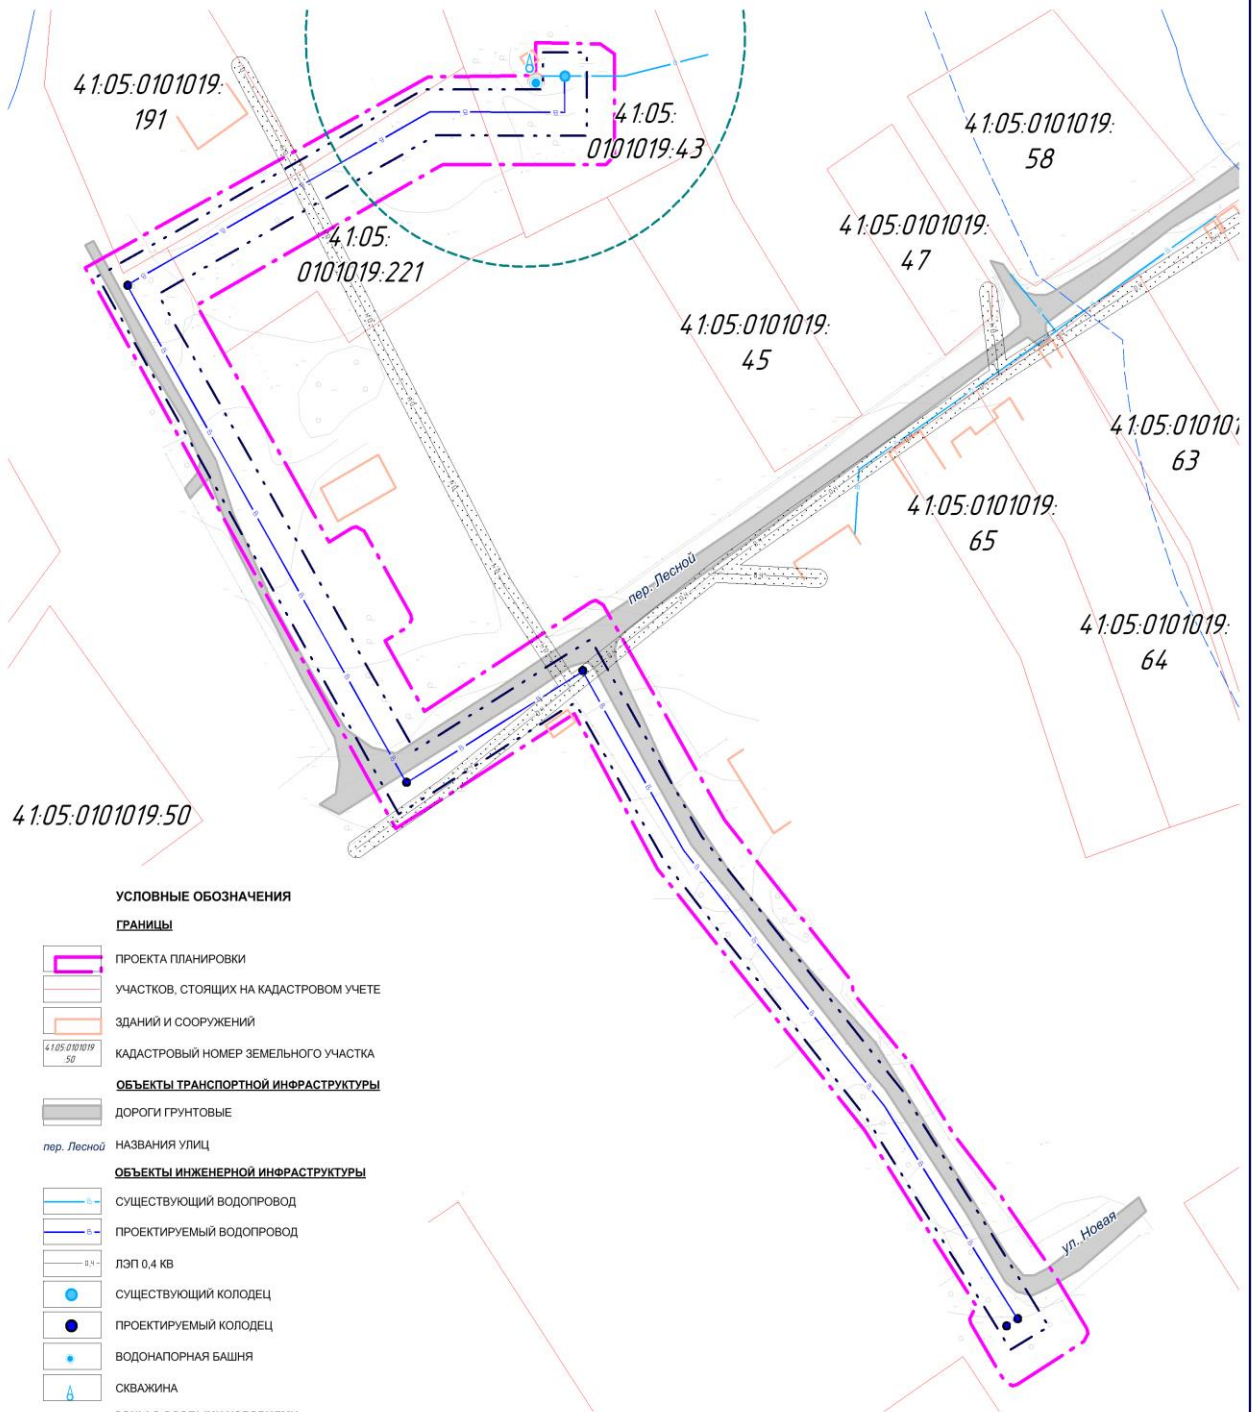 41:05:0101019:
191
41:05:
0101019:43
41:05:0101019:
58
41:05:
0101019:221
41:05:0101019:
47
41:05:0101019:
45
41:05:010101
63
41:05:0101019:
65
пер. Лесной
41:05:0101019:
64
41:05:0101019:50
ул. Новая
УСЛОВНЫЕ ОБОЗНАЧЕНИЯ
ГРАНИЦЫ
ПРОЕКТА ПЛАНИРОВКИ
УЧАСТКОВ, СТОЯЩИХ НА КАДАСТРОВОМ УЧЕТЕ
ЗДАНИЙ И СООРУЖЕНИЙ
41:05:0101019
:50
КАДАСТРОВЫЙ НОМЕР ЗЕМЕЛЬНОГО УЧАСТКА
ОБЪЕКТЫ ТРАНСПОРТНОЙ ИНФРАСТРУКТУРЫ
ДОРОГИ ГРУНТОВЫЕ
пер. Лесной НАЗВАНИЯ УЛИЦ
ОБЪЕКТЫ ИНЖЕНЕРНОЙ ИНФРАСТРУКТУРЫ
В СУЩЕСТВУЮЩИЙ ВОДОПРОВОД
В ПРОЕКТИРУЕМЫЙ ВОДОПРОВОД
0,4 ЛЭП 0,4 КВ
СУЩЕСТВУЮЩИЙ КОЛОДЕЦ
ПРОЕКТИРУЕМЫЙ КОЛОДЕЦ
ВОДОНАПОРНАЯ БАШНЯ
СКВАЖИНА